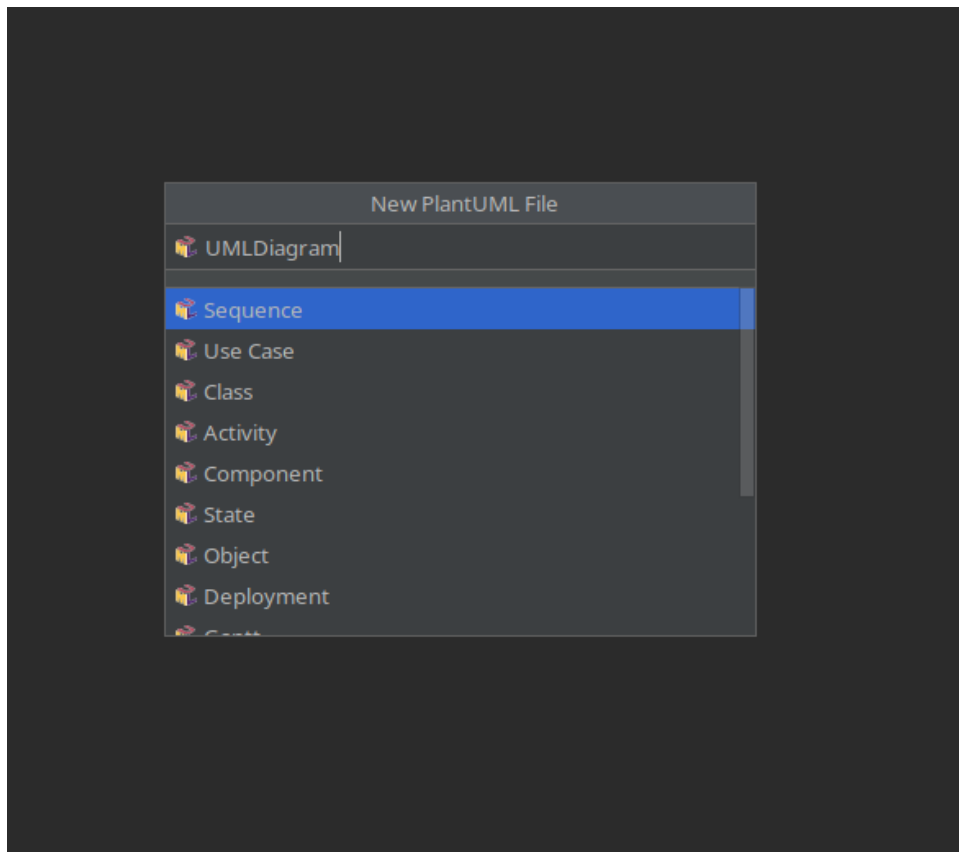 New PlantUML File
UMLDiagram
Sequence
Use Case
Class
Activity
Component
State
Object
Deployment